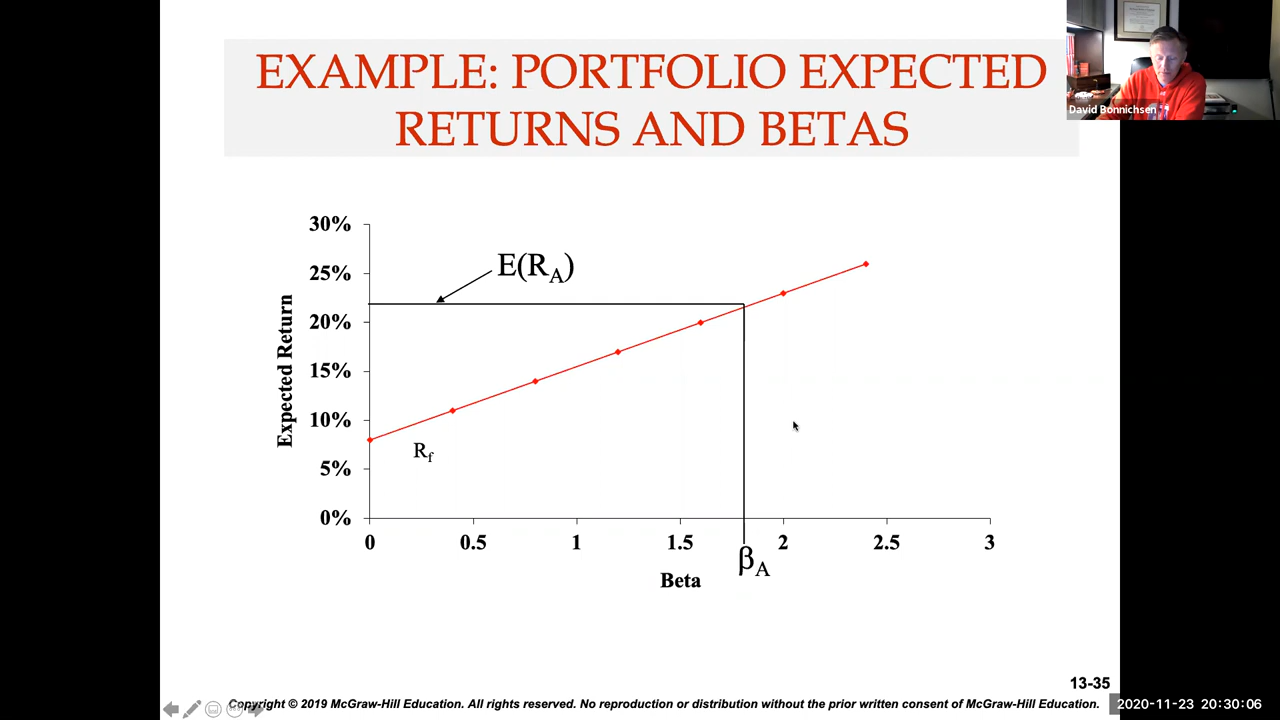 EXAMPLE: PORTFOLIO EXPECTED
RETURNS AND BETAS
David Bonnichsen
30%
25%
20%
15%
10%
5%
0%
Expected Return
E(R_A)
R_f
0 0.5 1 1.5 2 2.5 3
β_A
Beta
13-35
Copyright © 2019 McGraw-Hill Education. All rights reserved. No reproduction or distribution without the prior written consent of McGraw-Hill Education.
2020-11-23 20:30:06